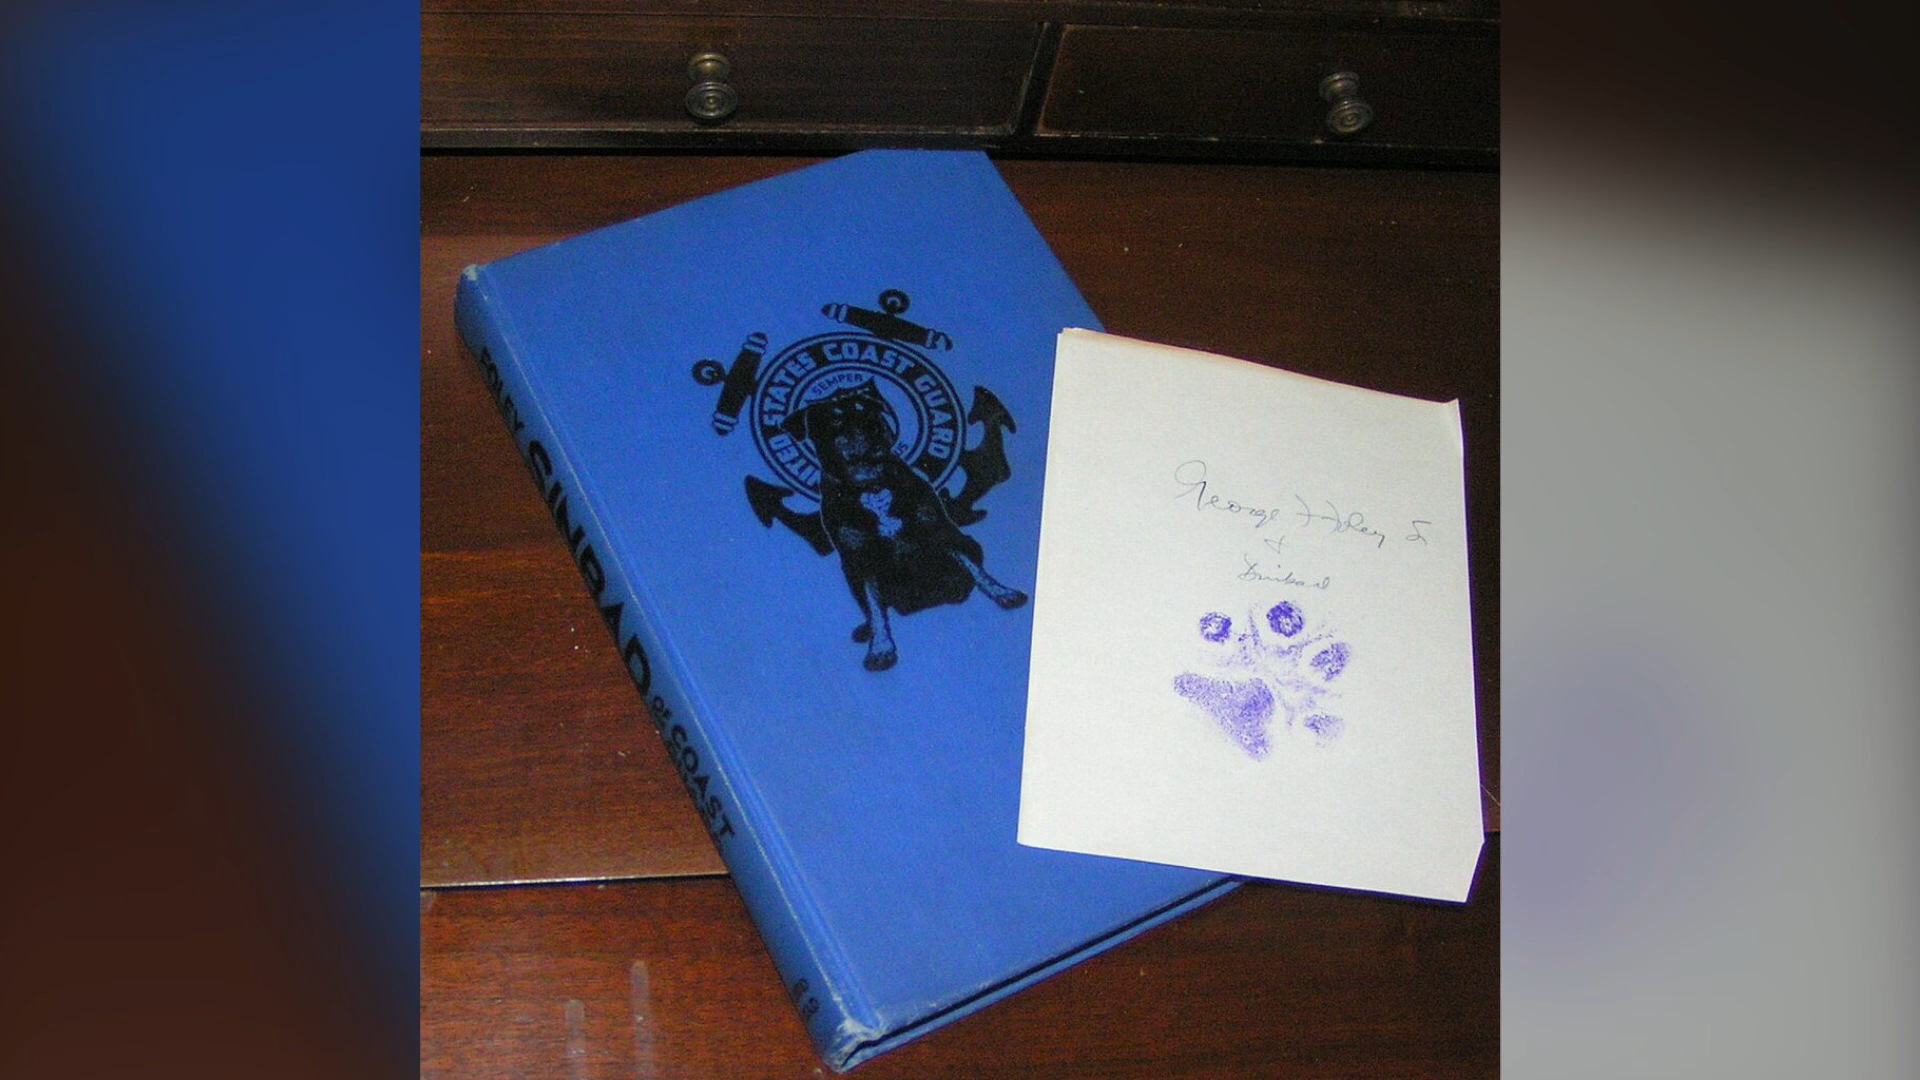 FOLEY SINBAD OF COAST
G
G
UNITED STATES COAST GUARD
SEMPER
George F Foley Jr
+
Sinbad